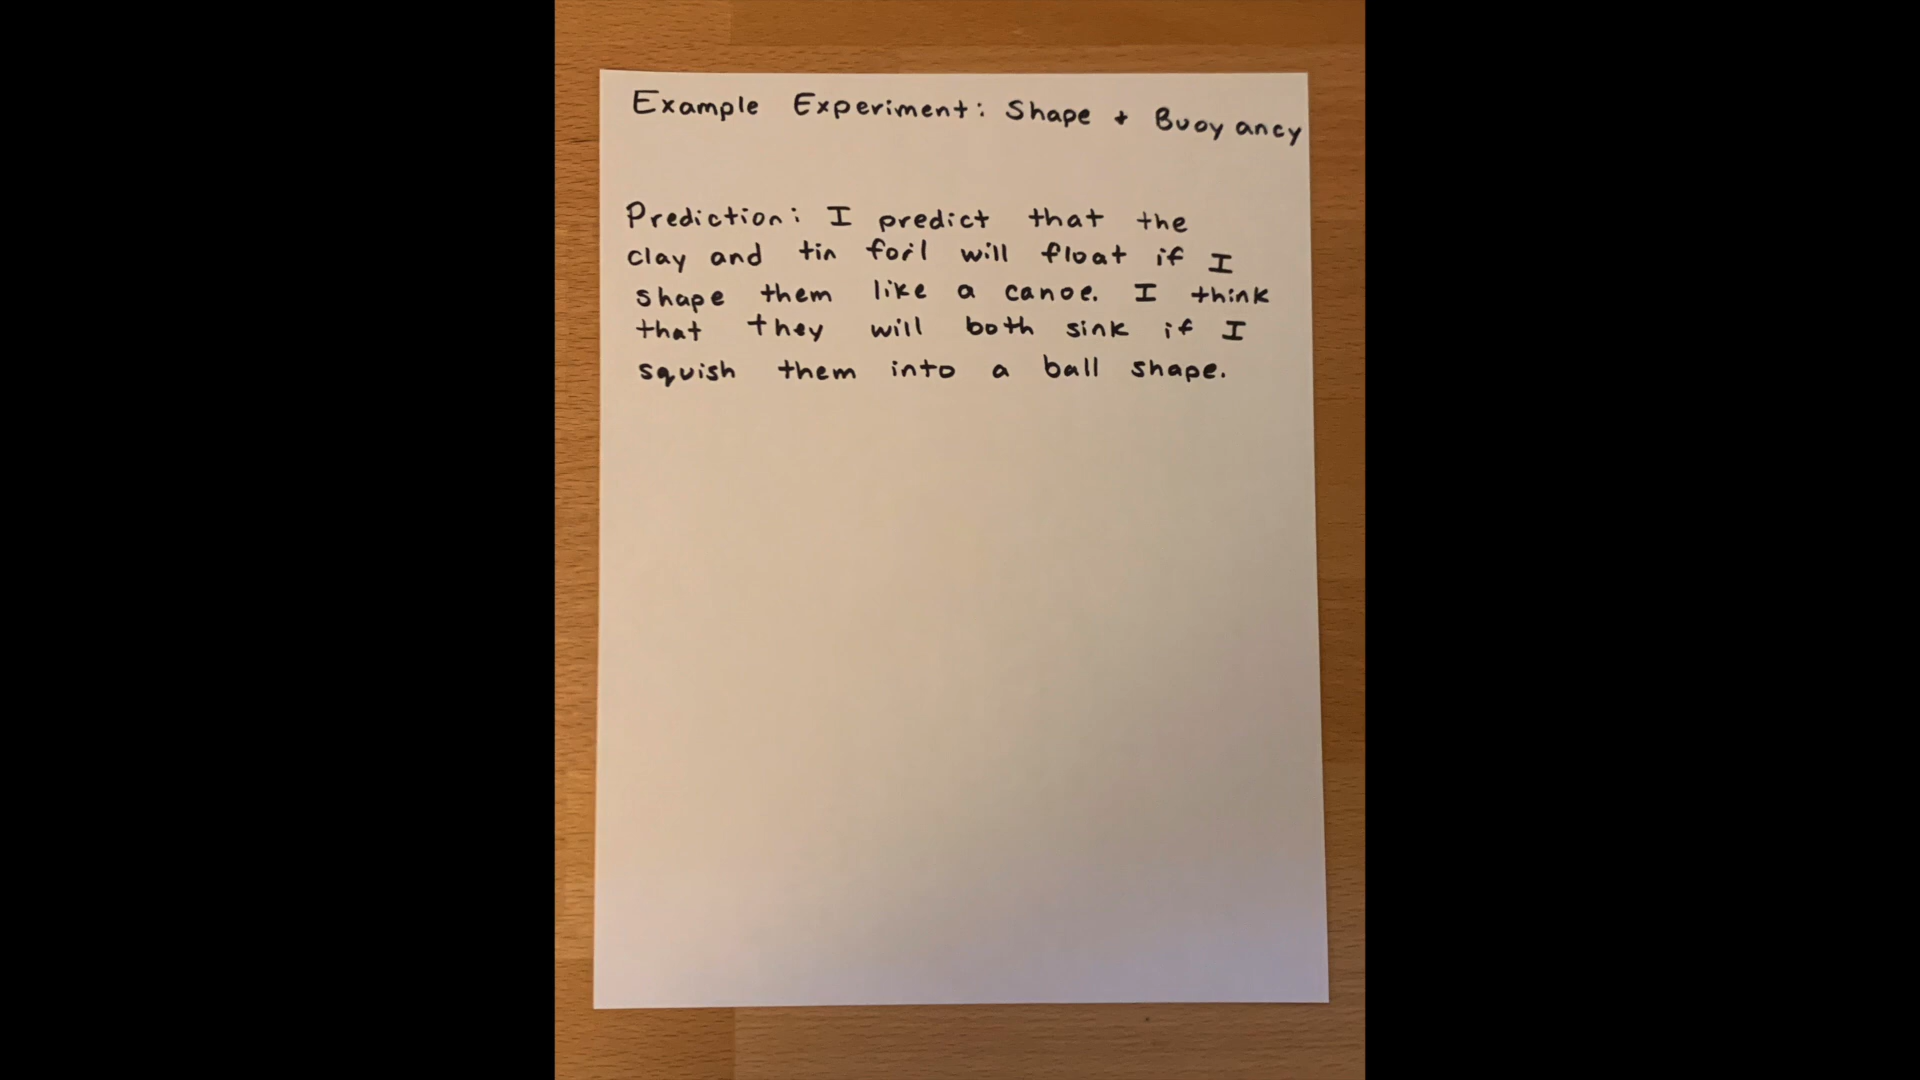 Example Experiment: Shape + Buoyancy
Prediction: I predict that the
clay and tin foil will float if I
shape them like a canoe. I think
that they will both sink if I
squish them into a ball shape.